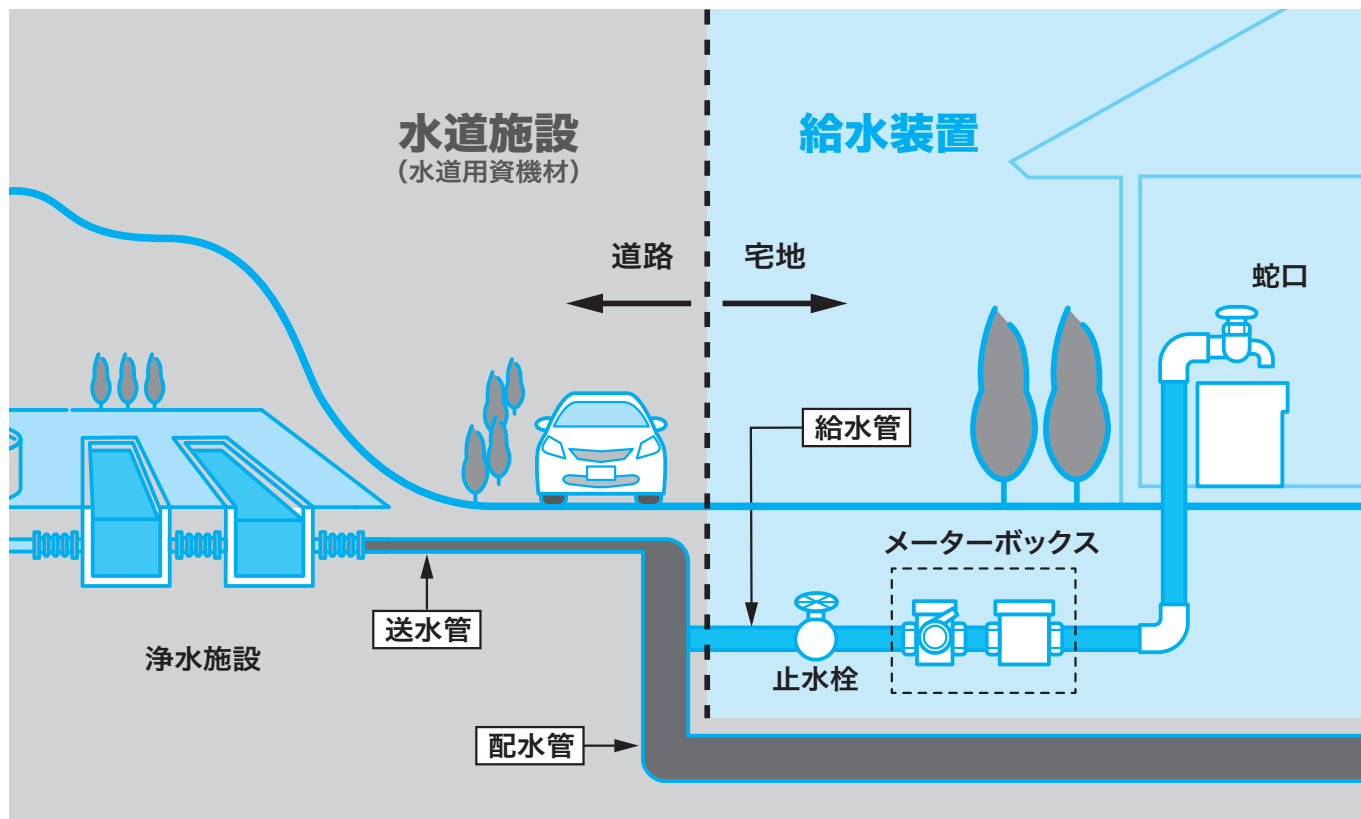 水道施設
（水道用資機材）
給水装置
道路
宅地
蛇口
給水管
メーターボックス
送水管
浄水施設
止水栓
配水管